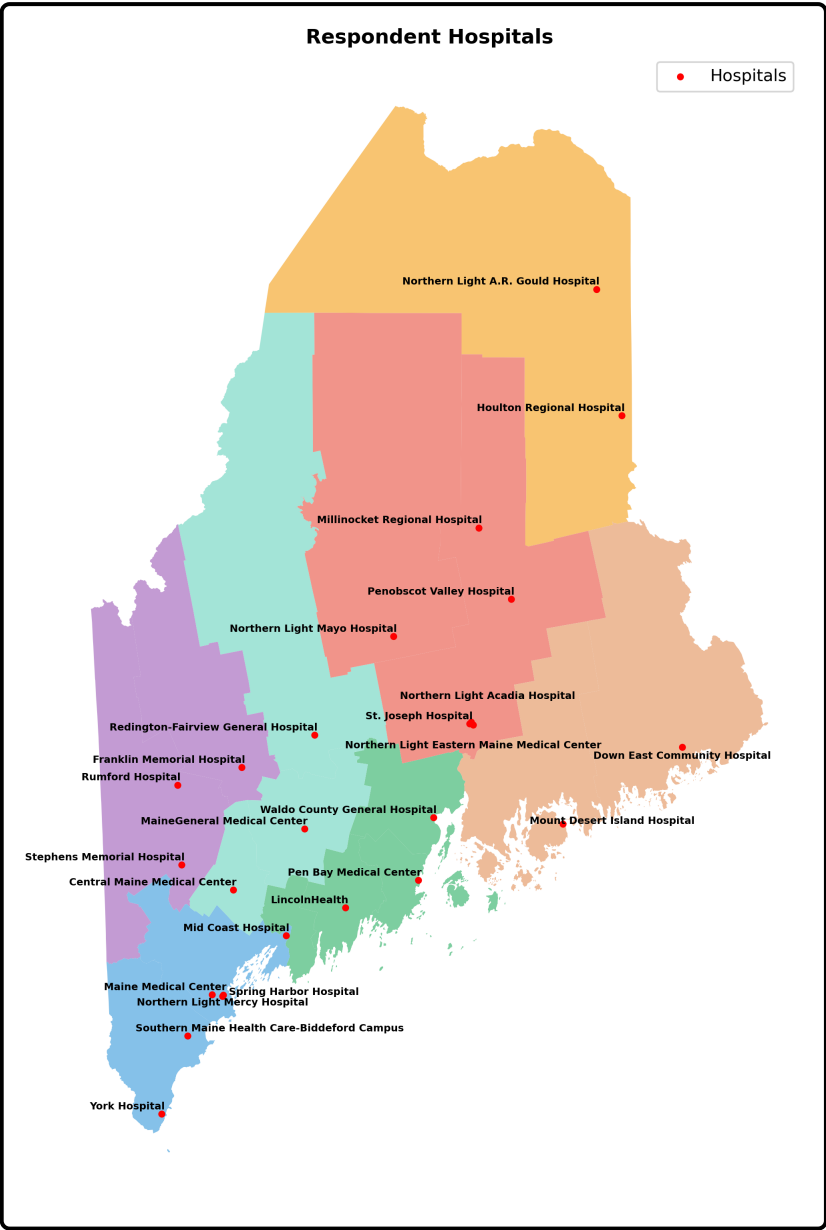 Respondent Hospitals
Hospitals
Northern Light A.R. Gould Hospital
Houlton Regional Hospital
Millinocket Regional Hospital
Penobscot Valley Hospital
Northern Light Mayo Hospital
Northern Light Acadia Hospital
St. Joseph Hospital
Redington-Fairview General Hospital
Northern Light Eastern Maine Medical Center
Down East Community Hospital
Franklin Memorial Hospital
Rumford Hospital
Waldo County General Hospital
MaineGeneral Medical Center
Mount Desert Island Hospital
Stephens Memorial Hospital
Pen Bay Medical Center
Central Maine Medical Center
LincolnHealth
Mid Coast Hospital
Maine Medical Center
Spring Harbor Hospital
Northern Light Mercy Hospital
Southern Maine Health Care-Biddeford Campus
York Hospital